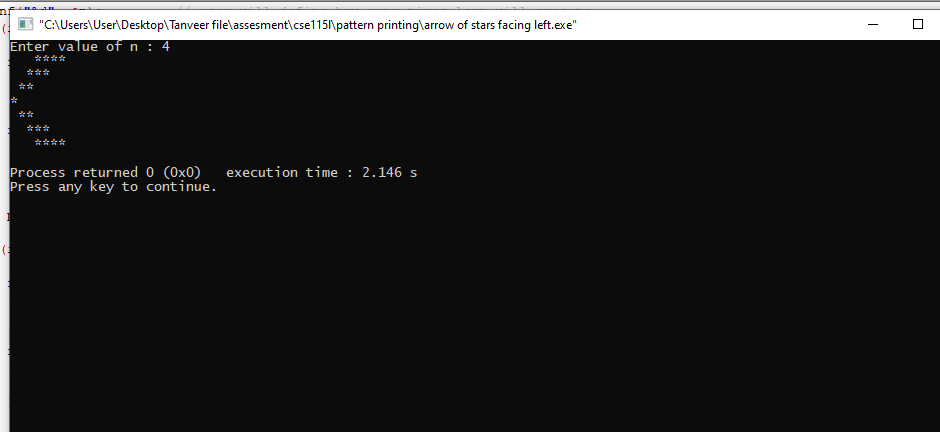 "C:\Users\User\Desktop\Tanveer file\assesment\cse115l\pattern printing\arrow of stars facing left.exe"
Enter value of n : 4
   ****
  ***
 **
*
 **
  ***
   ****
Process returned 0 (0x0)   execution time : 2.146 s
Press any key to continue.